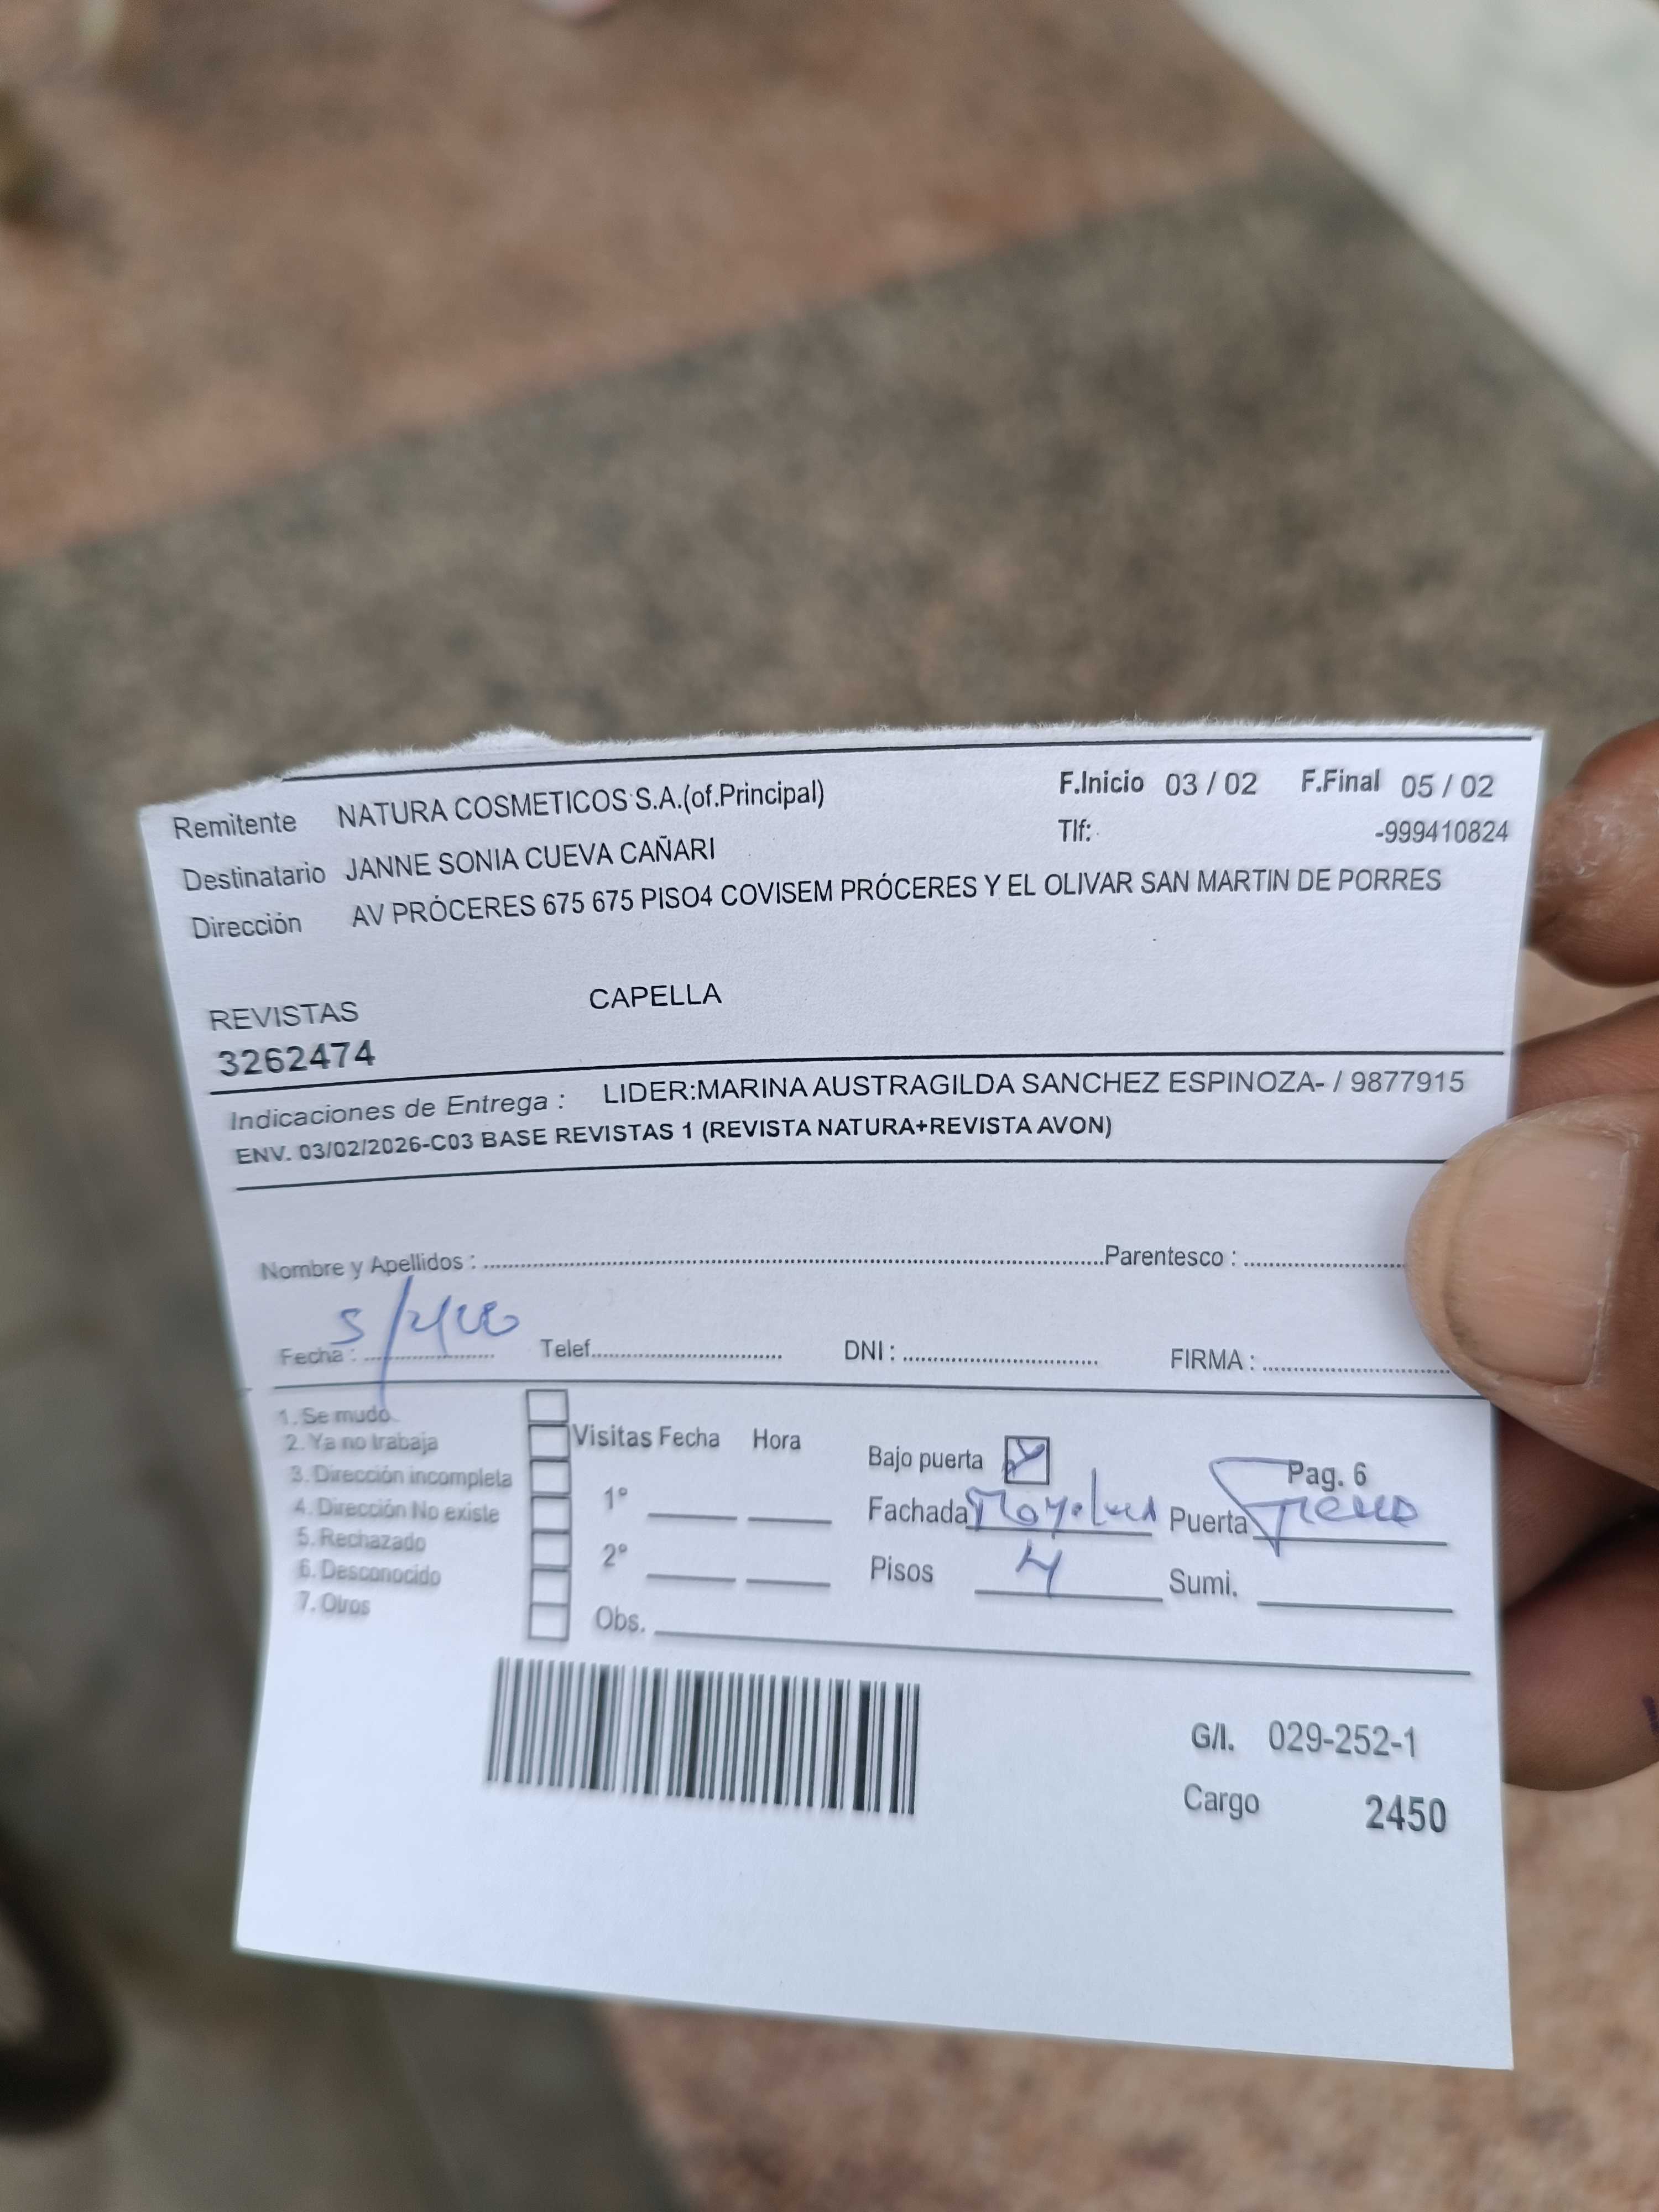 Remitente NATURA COSMETICOS S.A.(of.Principal) F.Inicio 03 / 02 F.Final 05 / 02
Destinatario JANNE SONIA CUEVA CAÑARI Tlf: -999410824
Dirección AV PRÓCERES 675 675 PISO4 COVISEM PRÓCERES Y EL OLIVAR SAN MARTIN DE PORRES
REVISTAS CAPELLA
3262474
Indicaciones de Entrega : LIDER:MARINA AUSTRAGILDA SANCHEZ ESPINOZA- / 9877915
ENV. 03/02/2026-C03 BASE REVISTAS 1 (REVISTA NATURA+REVISTA AVON)
Nombre y Apellidos : Parentesco :
Fecha : Telef. DNI : FIRMA :
1. Se mudo
2. Ya no trabaja
3. Dirección incompleta
4. Dirección No existe
5. Rechazado
6. Desconocido
7. Otros
Visitas Fecha Hora
1°
2°
Obs.
Bajo puerta Pag. 6
Fachada Puerta
Pisos 4 Sumi.
G/I. 029-252-1
Cargo 2450